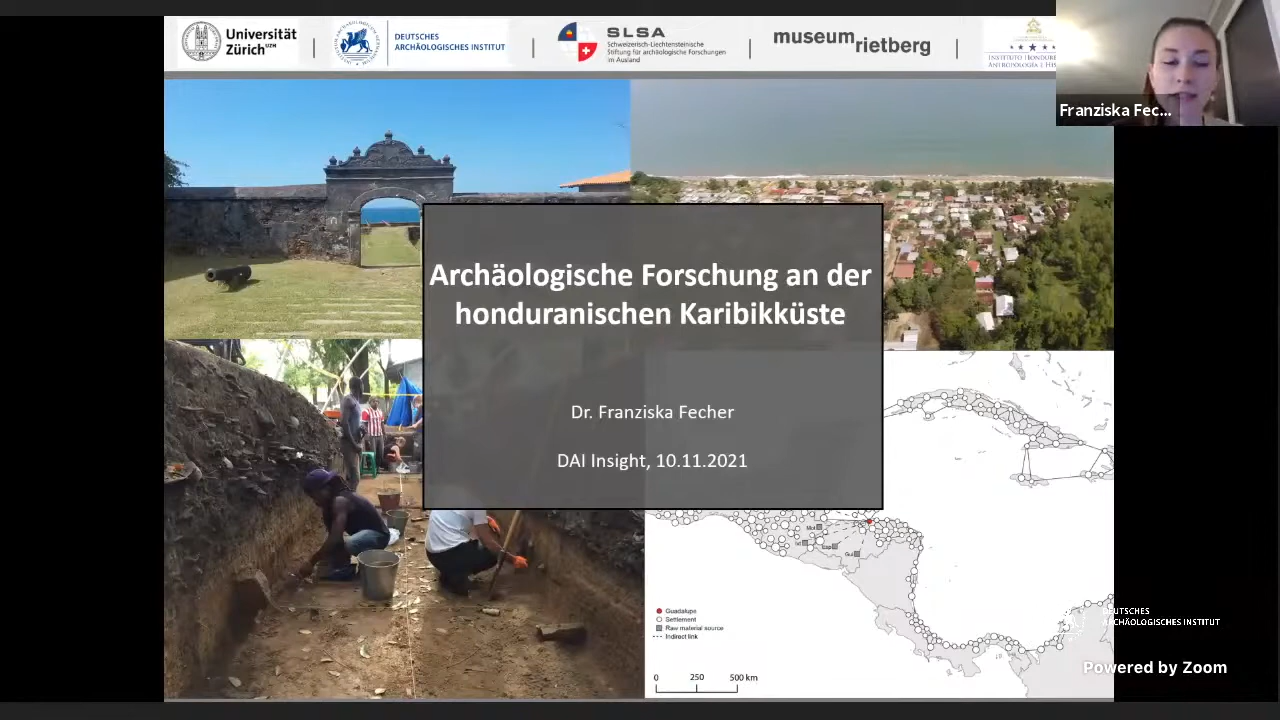 Universität
Zürich UZH
DEUTSCHES
ARCHÄOLOGISCHES INSTITUT
SLSA
Schweizerisch-Liechtensteinische
Stiftung für archäologische Forschungen
im Ausland
museum
rietberg
Franziska Fec...
Archäologische Forschung an der
honduranischen Karibikküste
Dr. Franziska Fecher
DAI Insight, 10.11.2021
Guadalupe
Settlement
Raw material source
Indirect link
0 250 500 km
ARCHÄOLOGISCHES INSTITUT
Powered by Zoom